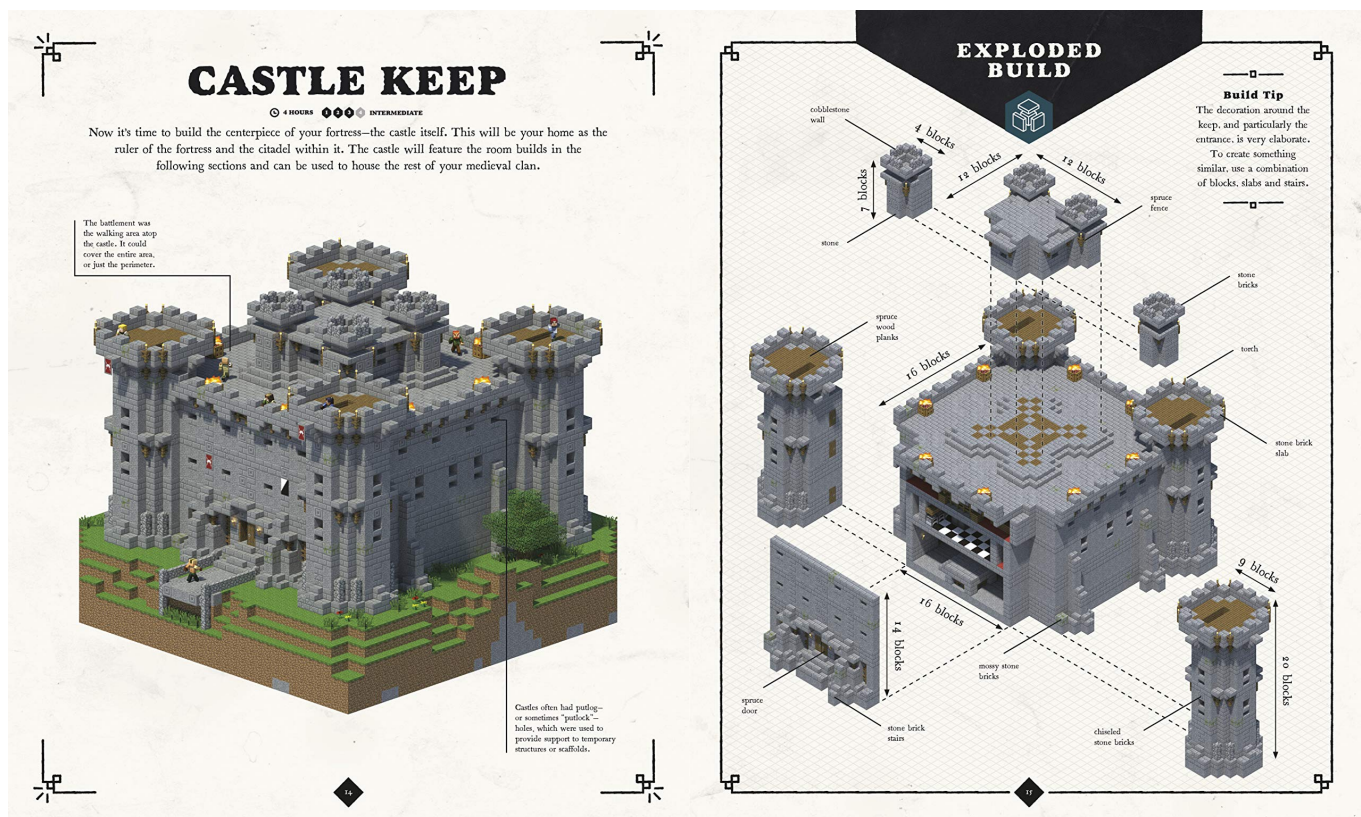 CASTLE KEEP
4 HOURS 1 2 3 4 INTERMEDIATE
Now it's time to build the centerpiece of your fortress—the castle itself. This will be your home as the
ruler of the fortress and the citadel within it. The castle will feature the room builds in the
following sections and can be used to house the rest of your medieval clan.
The battlement was
the walking area atop
the castle. It could
cover the entire area,
or just the perimeter.
Castles often had putlog—
or sometimes "putlock"—
holes, which were used to
provide support to temporary
structures or scaffolds.
14
EXPLODED
BUILD
Build Tip
The decoration around the
keep, and particularly the
entrance, is very elaborate.
To create something
similar, use a combination
of blocks, slabs and stairs.
cobblestone
wall
4 blocks
12 blocks
12 blocks
7 blocks
spruce
fence
stone
stone
bricks
spruce
wood
planks
torch
16 blocks
stone brick
slab
9 blocks
16 blocks
14 blocks
20 blocks
mossy stone
bricks
spruce
door
stone brick
stairs
chiseled
stone bricks
15